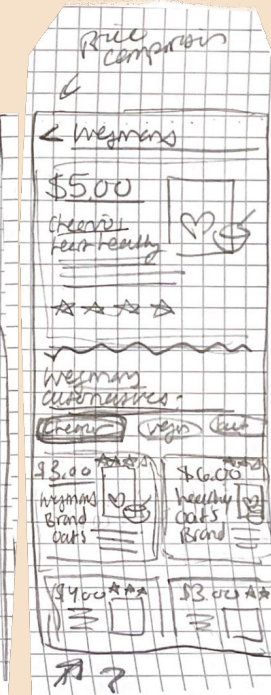 Price
comparison
< Wegmans
$5.00
Cheerios
heart healthy
Wegmans
alternatives:
Cheerios vegan
$3.00 $6.00
Wegmans healthy
Brand oats
oats Brand
$4.00 $3.00
?